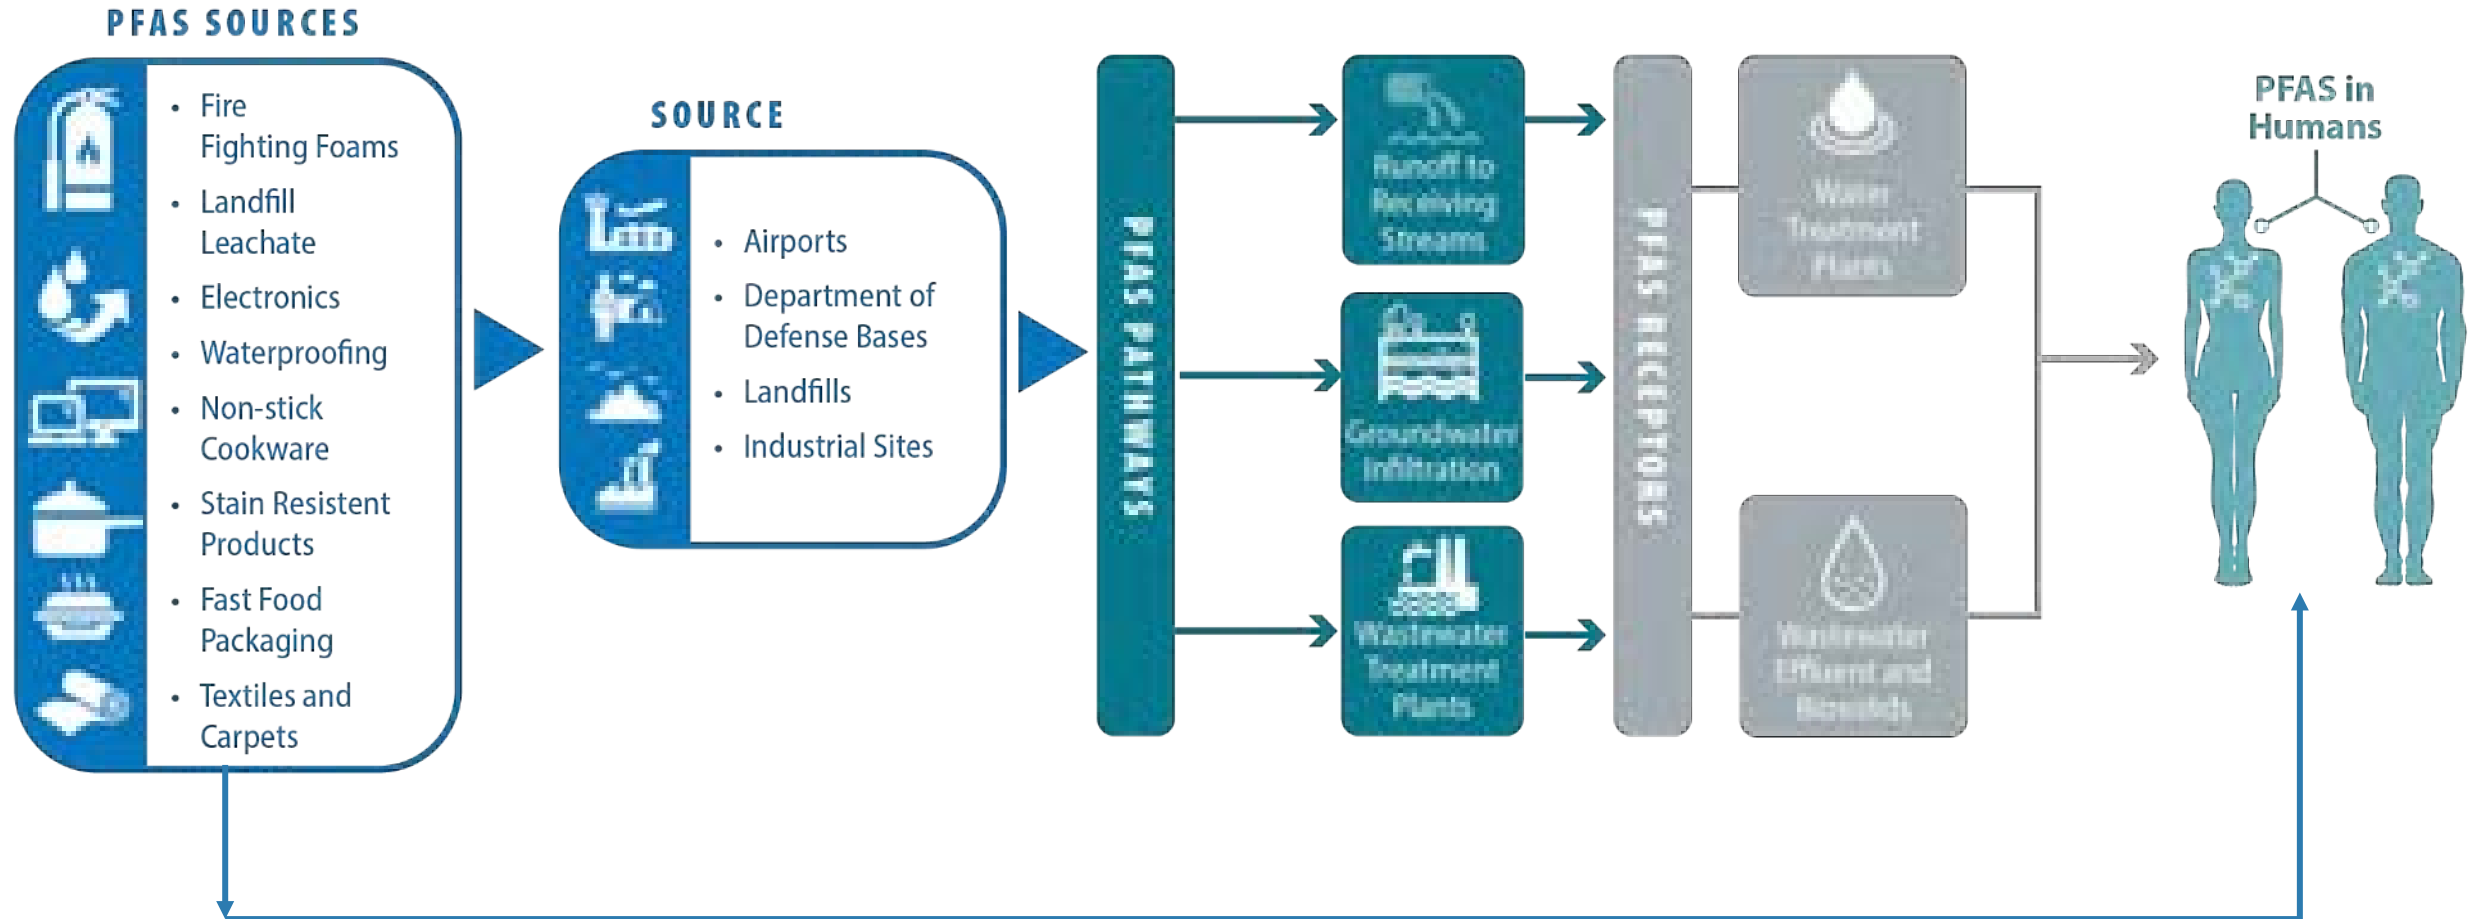 PFAS SOURCES
• Fire
Fighting Foams
• Landfill
Leachate
• Electronics
• Waterproofing
• Non-stick
Cookware
• Stain Resistent
Products
• Fast Food
Packaging
• Textiles and
Carpets
SOURCE
• Airports
• Department of
Defense Bases
• Landfills
• Industrial Sites
PFAS PATHWAYS
Runoff to
Receiving
Streams
Groundwater
Infiltration
Wastewater
Treatment
Plants
PFAS RECEPTORS
Water
Treatment
Plants
Wastewater
Effluent and
Biosolids
PFAS in
Humans